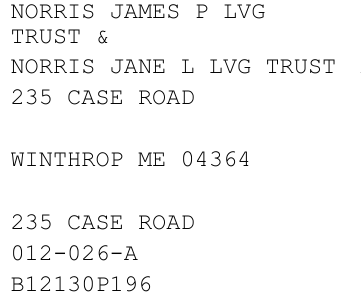 NORRIS JAMES P LVG
TRUST &
NORRIS JANE L LVG TRUST
235 CASE ROAD
WINTHROP ME 04364
235 CASE ROAD
012-026-A
B12130P196